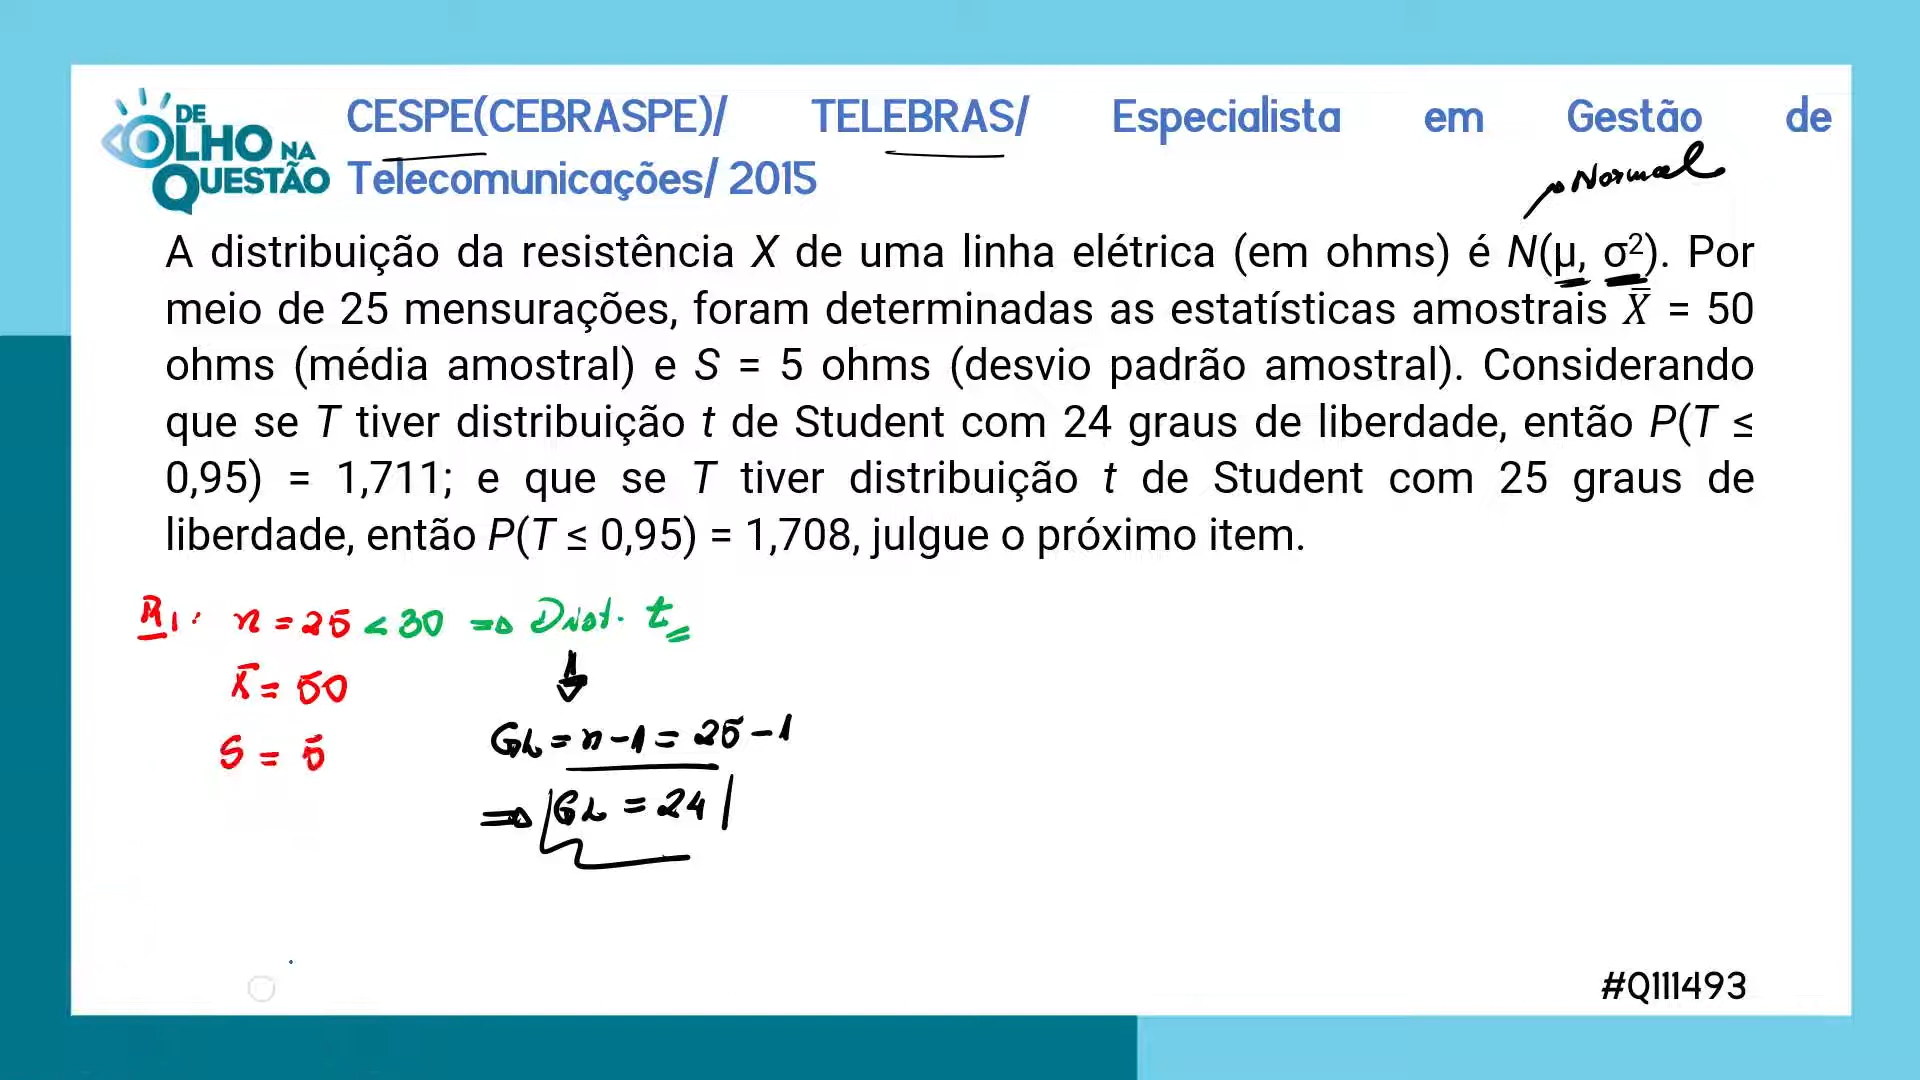 DE OLHO NA QUESTÃO
CESPE(CEBRASPE)/ TELEBRAS/ Especialista em Gestão de
Telecomunicações/ 2015
Normal
A distribuição da resistência X de uma linha elétrica (em ohms) é N(μ, σ²). Por
meio de 25 mensurações, foram determinadas as estatísticas amostrais X̄ = 50
ohms (média amostral) e S = 5 ohms (desvio padrão amostral). Considerando
que se T tiver distribuição t de Student com 24 graus de liberdade, então P(T ≤
0,95) = 1,711; e que se T tiver distribuição t de Student com 25 graus de
liberdade, então P(T ≤ 0,95) = 1,708, julgue o próximo item.
n = 25 < 30 ⇒ Dist. t
X̄ = 50
S = 5
GL = n - 1 = 25 - 1
⇒ GL = 24
#Q111493